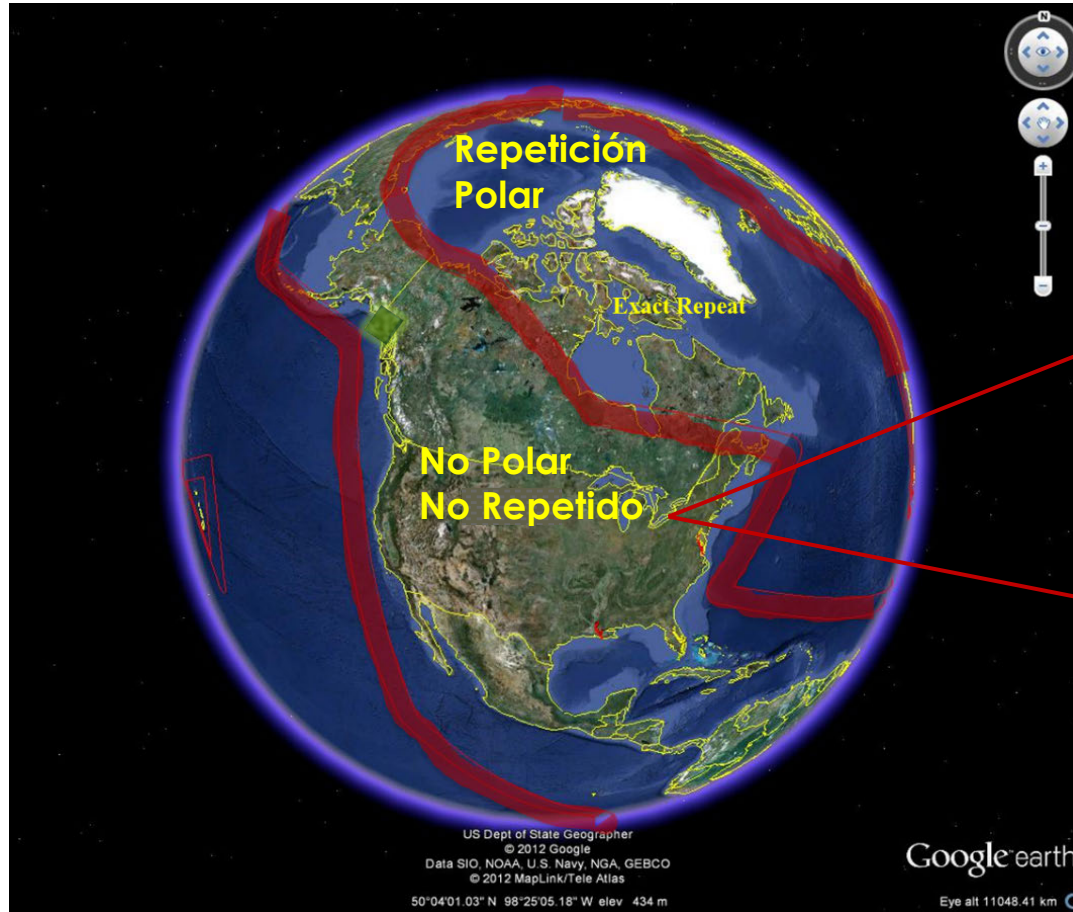 N
Repetición
Polar
Exact Repeat
No Polar
No Repetido
US Dept of State Geographer
© 2012 Google
Data SIO, NOAA, U.S. Navy, NGA, GEBCO
© 2012 MapLink/Tele Atlas
Google earth
50°04'01.03" N 98°25'05.18" W elev 434 m
Eye alt 11048.41 km